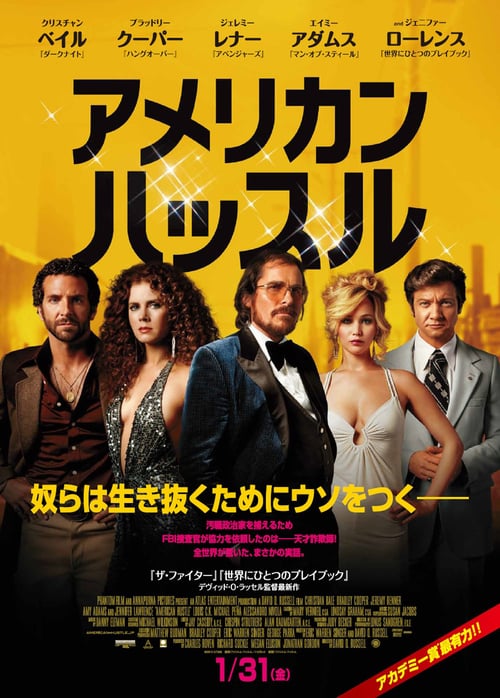 クリスチャン ブラッドリー ジェレミー エイミー and ジェニファー
ベイル クーパー レナー アダムス ローレンス
「ダークナイト」 「ハングオーバー」 「アベンジャーズ」 「マン・オブ・スティール」 「世界にひとつのプレイブック」
アメリカン
ハッスル
奴らは生き抜くためにウソをつく――
汚職政治家を捕えるため
FBI捜査官が協力を依頼したのは――天才詐欺師!
全世界が騙いた、まさかの実話。
「ザ・ファイター」「世界にひとつのプレイブック」
デヴィッド・O・ラッセル監督最新作
1/31(金)
アカデミー賞最有力!!